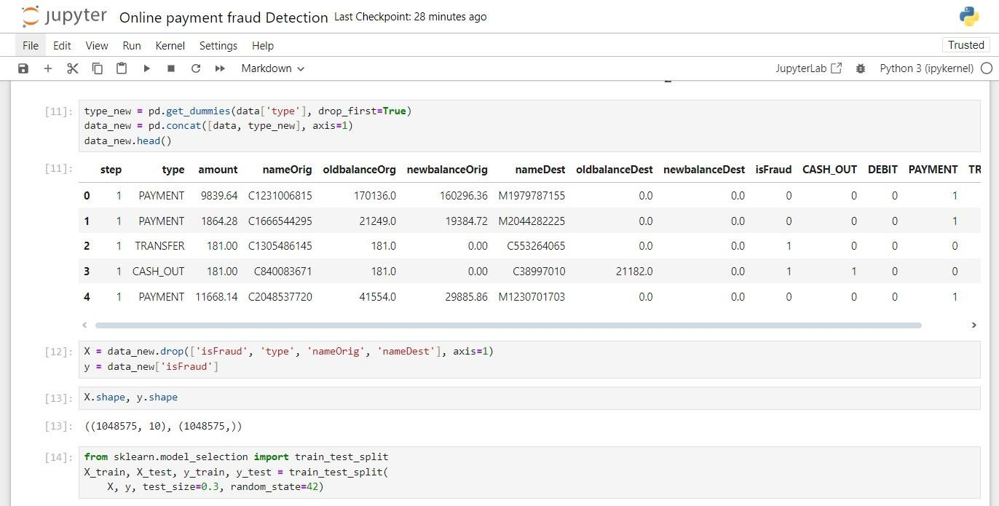 jupyter Online payment fraud Detection Last Checkpoint: 28 minutes ago
File Edit View Run Kernel Settings Help Trusted
Markdown JupyterLab Python 3 (ipykernel)
[11]: type_new = pd.get_dummies(data['type'], drop_first=True)
data_new = pd.concat([data, type_new], axis=1)
data_new.head()
[11]: step type amount nameOrig oldbalanceOrg newbalanceOrig nameDest oldbalanceDest newbalanceDest isFraud CASH_OUT DEBIT PAYMENT TR
0 1 PAYMENT 9839.64 C1231006815 170136.0 160296.36 M1979787155 0.0 0.0 0 0 0 1
1 1 PAYMENT 1864.28 C1666544295 21249.0 19384.72 M2044282225 0.0 0.0 0 0 0 1
2 1 TRANSFER 181.00 C1305486145 181.0 0.00 C553264065 0.0 0.0 1 0 0 0
3 1 CASH_OUT 181.00 C840083671 181.0 0.00 C38997010 21182.0 0.0 1 1 0 0
4 1 PAYMENT 11668.14 C2048537720 41554.0 29885.86 M1230701703 0.0 0.0 0 0 0 1
[12]: X = data_new.drop(['isFraud', 'type', 'nameOrig', 'nameDest'], axis=1)
y = data_new['isFraud']
[13]: X.shape, y.shape
[13]: ((1048575, 10), (1048575,))
[14]: from sklearn.model_selection import train_test_split
X_train, X_test, y_train, y_test = train_test_split(
X, y, test_size=0.3, random_state=42)